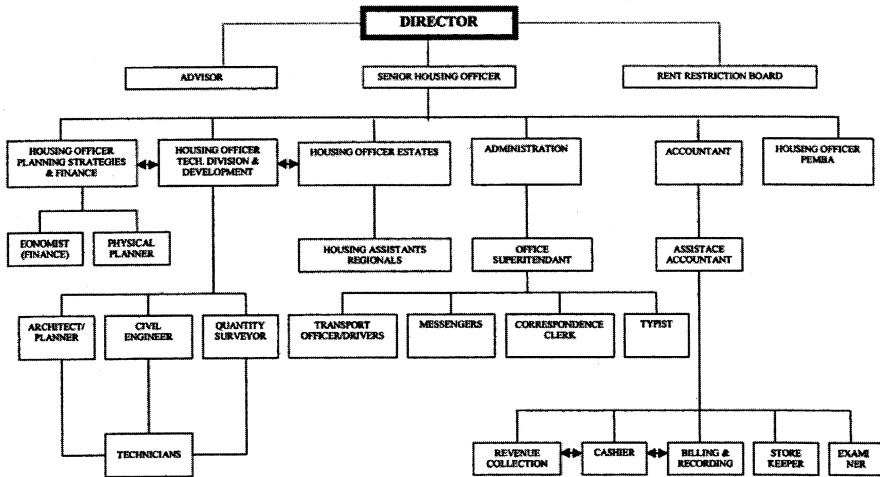 DIRECTOR
ADVISOR
SENIOR HOUSING OFFICER
RENT RESTRICTION BOARD
HOUSING OFFICER
PLANNING STRATEGIES
& FINANCE
HOUSING OFFICER
TECH. DIVISION &
DEVELOPMENT
HOUSING OFFICER ESTATES
ADMINISTRATION
ACCOUNTANT
HOUSING OFFICER
PEMBA
EONOMIST
(FINANCE)
PHYSICAL
PLANNER
HOUSING ASSISTANTS
REGIONALS
OFFICE
SUPERITENDANT
ASSISTACE
ACCOUNTANT
ARCHITECT/
PLANNER
CIVIL
ENGINEER
QUANTITY
SURVEYOR
TRANSPORT
OFFICER/DRIVERS
MESSENGERS
CORRESPONDENCE
CLERK
TYPIST
TECHNICIANS
REVENUE
COLLECTION
CASHIER
BILLING &
RECORDING
STORE
KEEPER
EXAMI
NER